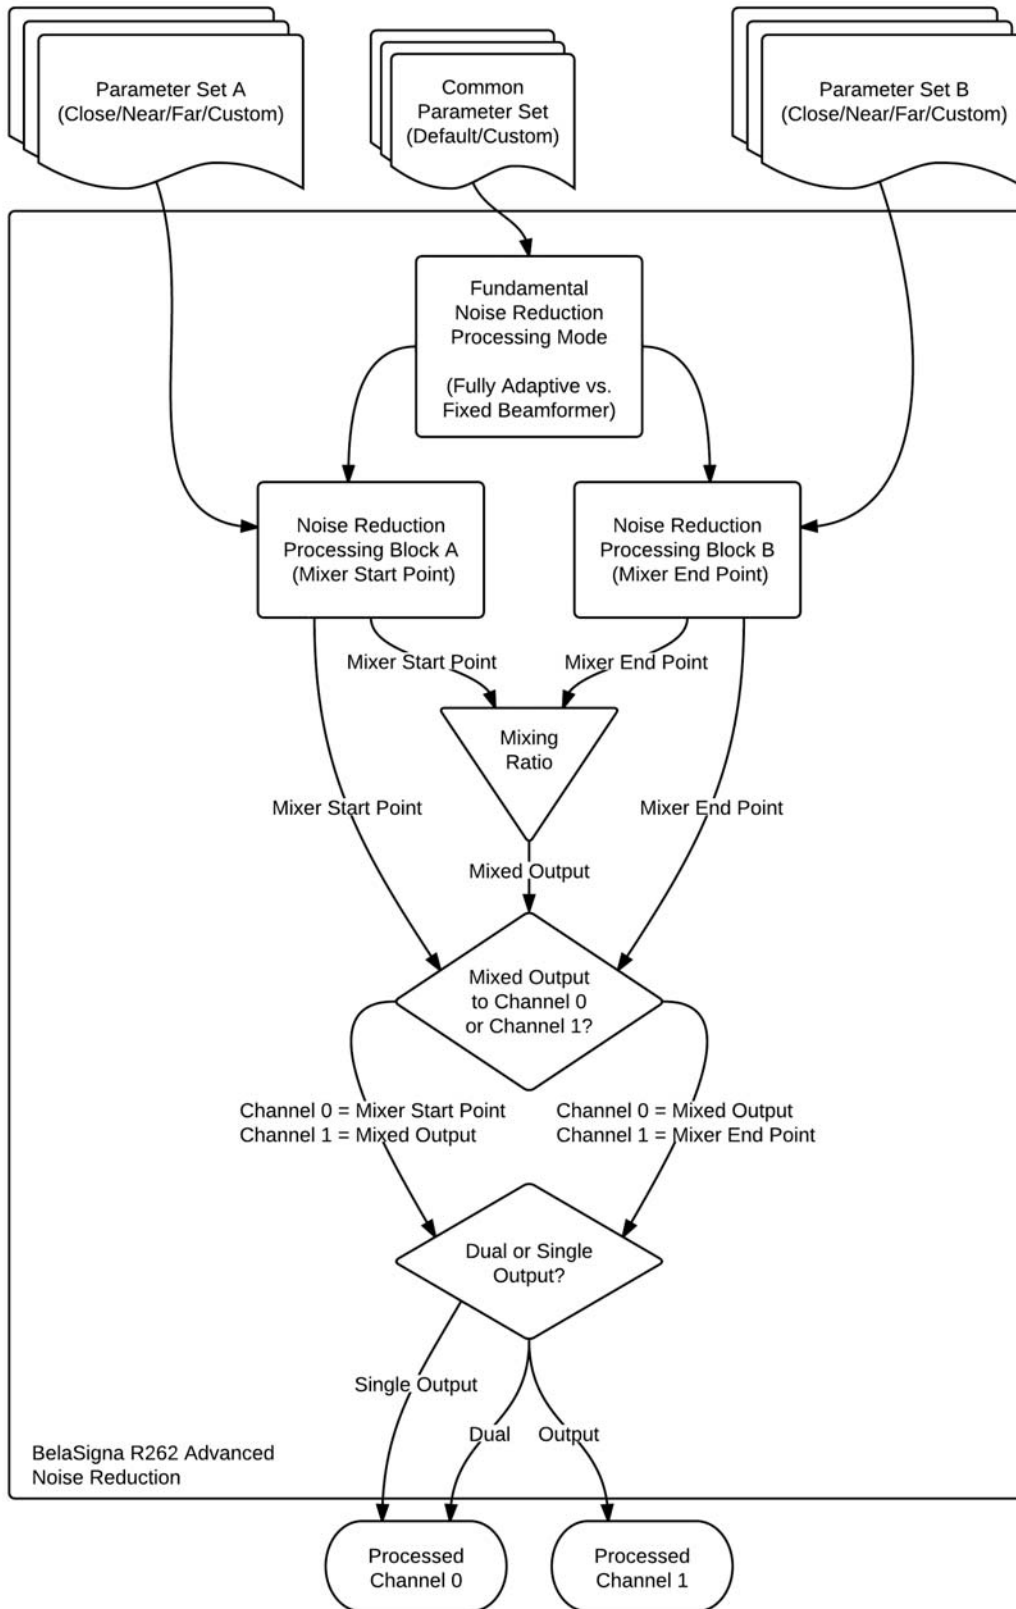 Parameter Set A
(Close/Near/Far/Custom)
Common
Parameter Set
(Default/Custom)
Parameter Set B
(Close/Near/Far/Custom)
Fundamental
Noise Reduction
Processing Mode
(Fully Adaptive vs.
Fixed Beamformer)
Noise Reduction
Processing Block A
(Mixer Start Point)
Noise Reduction
Processing Block B
(Mixer End Point)
Mixer Start Point
Mixer End Point
Mixing
Ratio
Mixer Start Point
Mixer End Point
Mixed Output
Mixed Output
to Channel 0
or Channel 1?
Channel 0 = Mixer Start Point
Channel 1 = Mixed Output
Channel 0 = Mixed Output
Channel 1 = Mixer End Point
Dual or Single
Output?
Single Output
Dual
Output
BelaSigna R262 Advanced
Noise Reduction
Processed
Channel 0
Processed
Channel 1